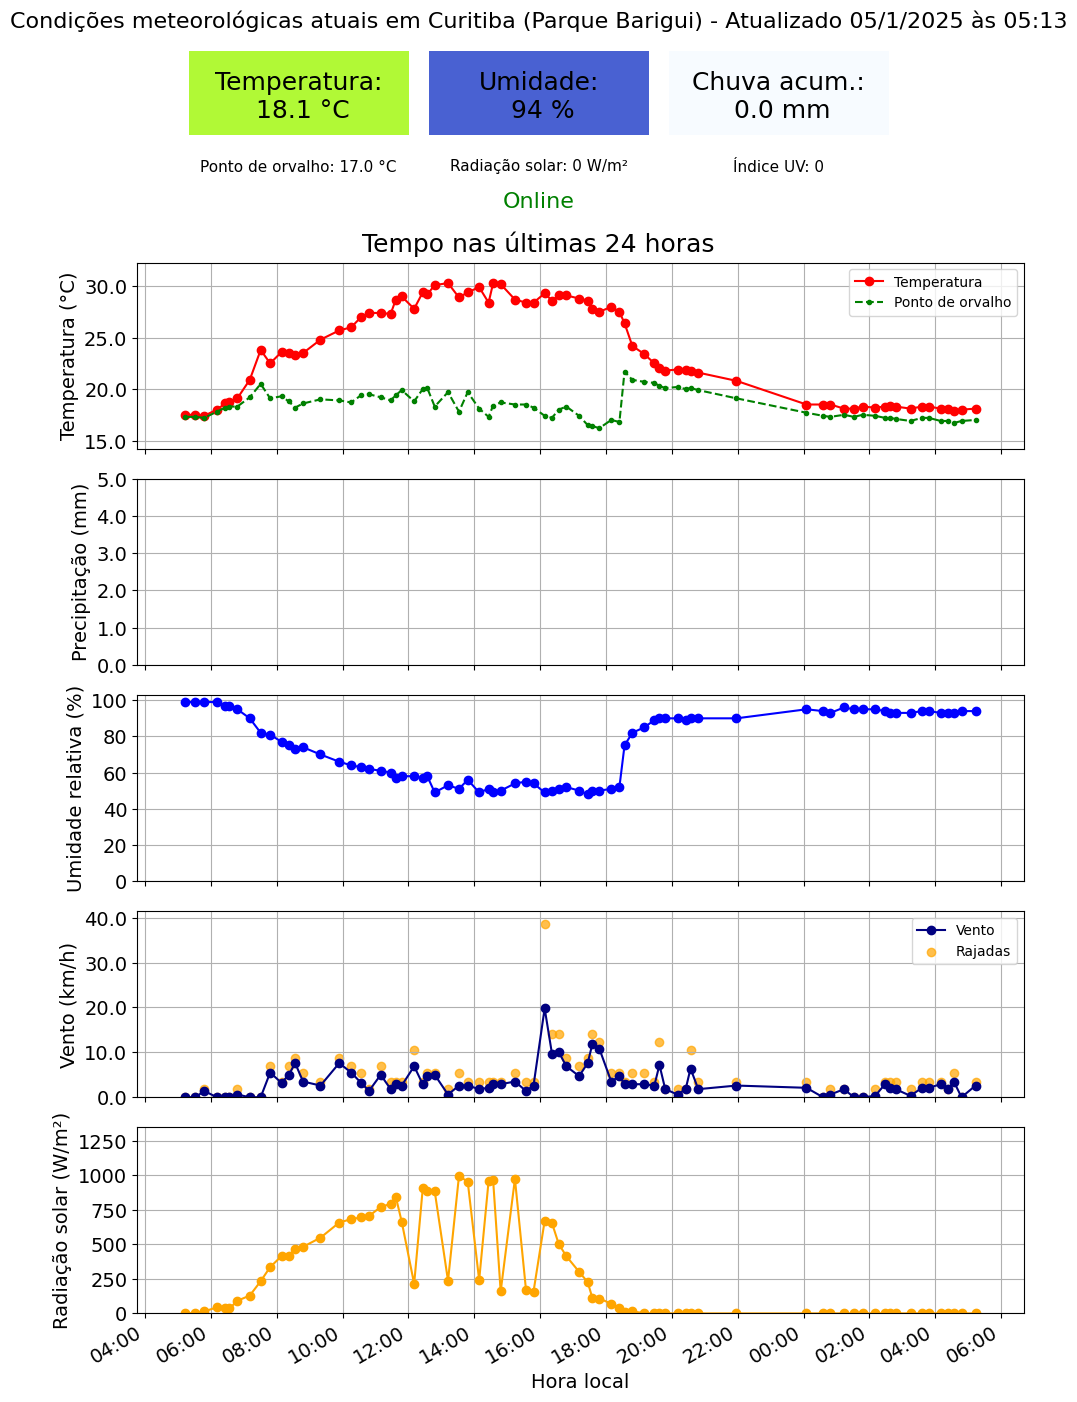 Condições meteorológicas atuais em Curitiba (Parque Barigui) - Atualizado 05/1/2025 às 05:13
Temperatura:
18.1 °C
Umidade:
94 %
Chuva acum.:
0.0 mm
Ponto de orvalho: 17.0 °C
Radiação solar: 0 W/m²
Índice UV: 0
Online
Tempo nas últimas 24 horas
Temperatura (°C)
30.0
25.0
20.0
15.0
Temperatura
Ponto de orvalho
Precipitação (mm)
5.0
4.0
3.0
2.0
1.0
0.0
Umidade relativa (%)
100
80
60
40
20
0
Vento (km/h)
40.0
30.0
20.0
10.0
0.0
Vento
Rajadas
Radiação solar (W/m²)
1250
1000
750
500
250
0
04:00
06:00
08:00
10:00
12:00
14:00
16:00
18:00
20:00
22:00
00:00
02:00
04:00
06:00
Hora local